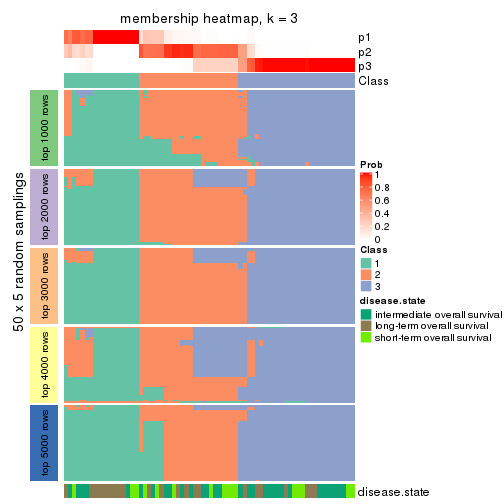 membership heatmap, k = 3
p1
p2
p3
Class
50 x 5 random samplings
top 1000 rows
top 2000 rows
top 3000 rows
top 4000 rows
top 5000 rows
Prob
1
0.8
0.6
0.4
0.2
0
Class
1
2
3
disease.state
intermediate overall survival
long-term overall survival
short-term overall survival
disease.state